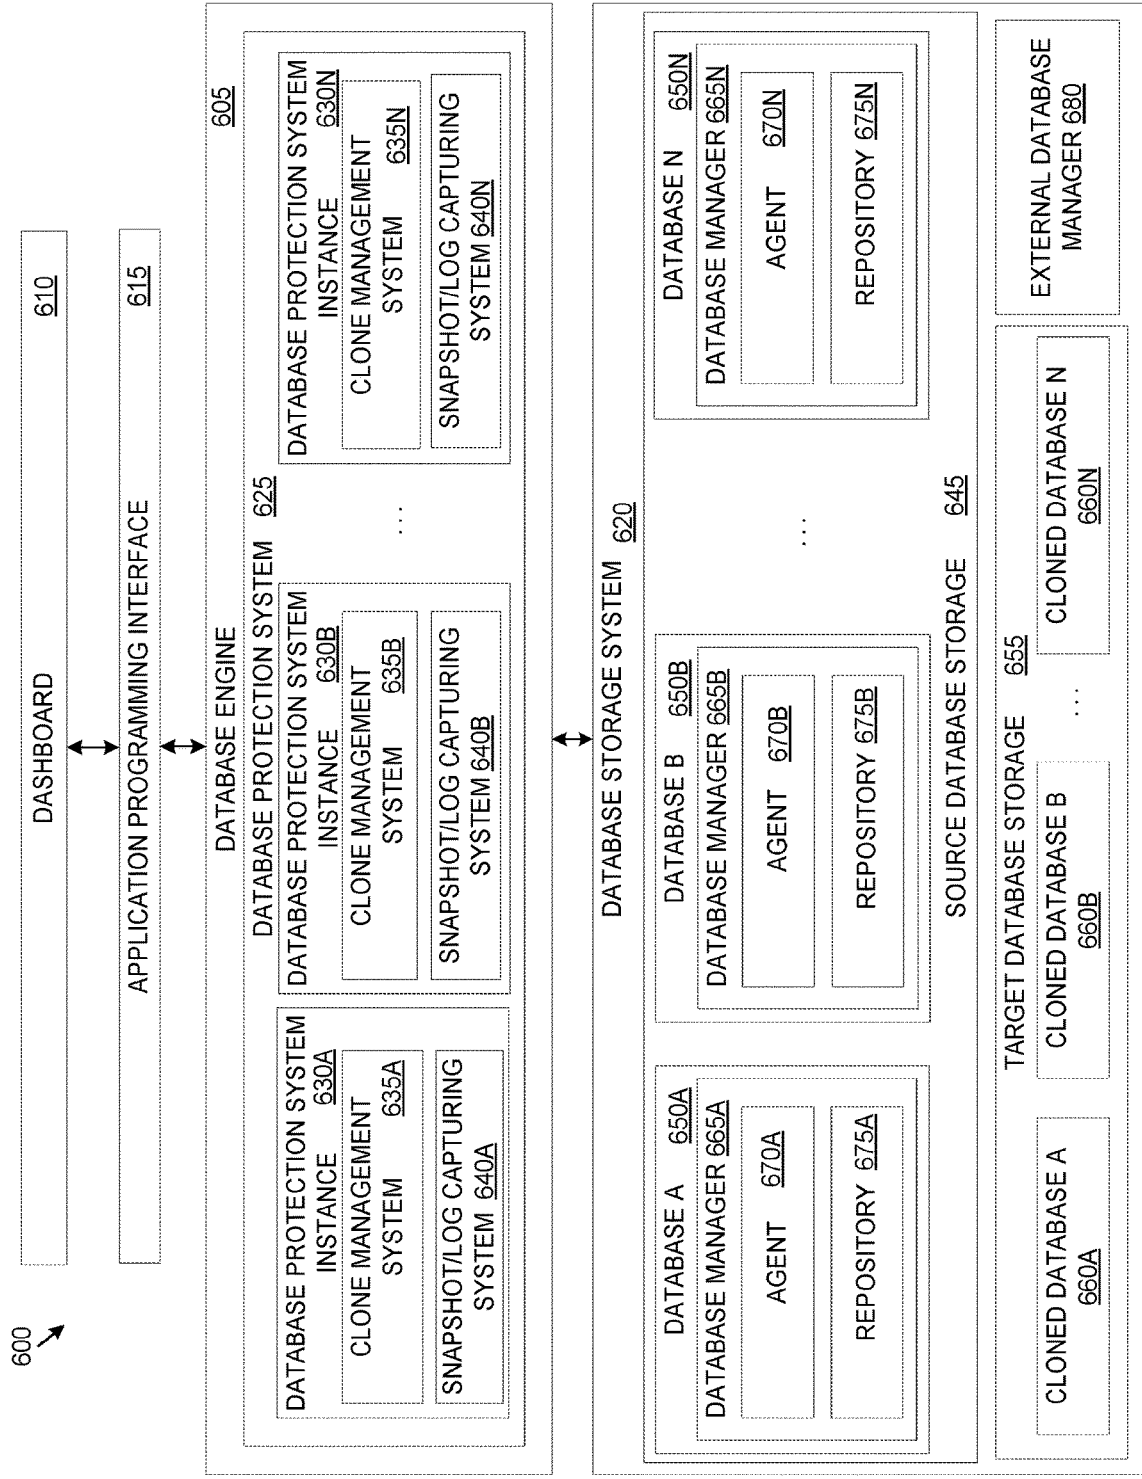 600
DASHBOARD 610
APPLICATION PROGRAMMING INTERFACE 615
DATABASE ENGINE 605
DATABASE PROTECTION SYSTEM 625
DATABASE PROTECTION SYSTEM
INSTANCE 630A
CLONE MANAGEMENT
SYSTEM 635A
SNAPSHOT/LOG CAPTURING
SYSTEM 640A
DATABASE PROTECTION SYSTEM
INSTANCE 630B
CLONE MANAGEMENT
SYSTEM 635B
SNAPSHOT/LOG CAPTURING
SYSTEM 640B
...
DATABASE PROTECTION SYSTEM
INSTANCE 630N
CLONE MANAGEMENT
SYSTEM 635N
SNAPSHOT/LOG CAPTURING
SYSTEM 640N
DATABASE STORAGE SYSTEM 620
DATABASE A 650A
DATABASE MANAGER 665A
AGENT 670A
REPOSITORY 675A
DATABASE B 650B
DATABASE MANAGER 665B
AGENT 670B
REPOSITORY 675B
...
DATABASE N 650N
DATABASE MANAGER 665N
AGENT 670N
REPOSITORY 675N
SOURCE DATABASE STORAGE 645
TARGET DATABASE STORAGE 655
CLONED DATABASE A
660A
CLONED DATABASE B
660B
...
CLONED DATABASE N
660N
EXTERNAL DATABASE
MANAGER 680